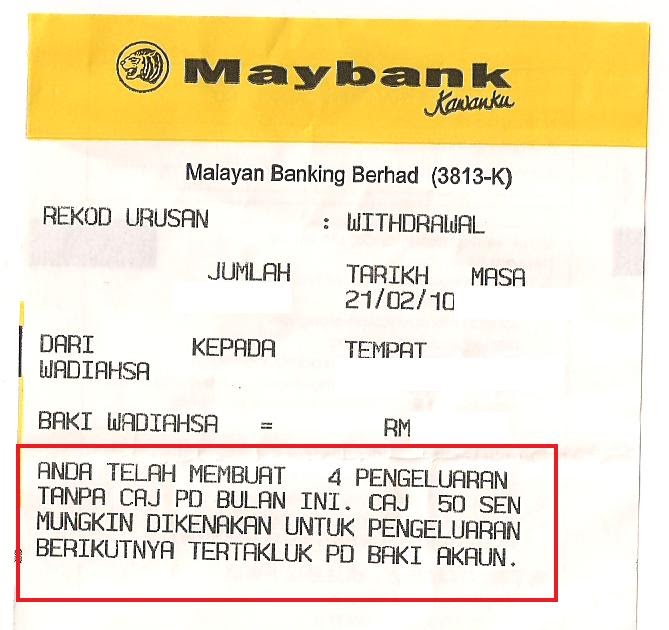 Maybank
Kawanku
Malayan Banking Berhad (3813-K)
REKOD URUSAN : WITHDRAWAL
JUMLAH TARIKH MASA
21/02/10
DARI KEPADA TEMPAT
WADIAHSA
BAKI WADIAHSA = RM
ANDA TELAH MEMBUAT 4 PENGELUARAN
TANPA CAJ PD BULAN INI. CAJ 50 SEN
MUNGKIN DIKENAKAN UNTUK PENGELUARAN
BERIKUTNYA TERTAKLUK PD BAKI AKAUN.